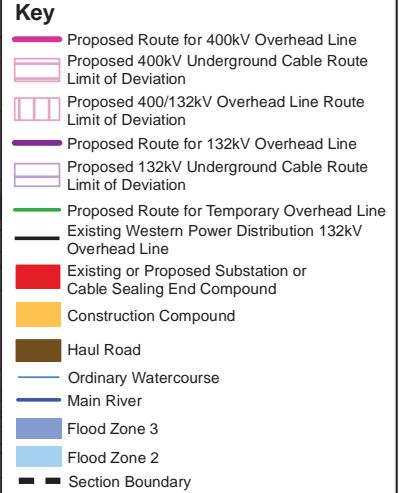 Key
Proposed Route for 400kV Overhead Line
Proposed 400kV Underground Cable Route
Limit of Deviation
Proposed 400/132kV Overhead Line Route
Limit of Deviation
Proposed Route for 132kV Overhead Line
Proposed 132kV Underground Cable Route
Limit of Deviation
Proposed Route for Temporary Overhead Line
Existing Western Power Distribution 132kV
Overhead Line
Existing or Proposed Substation or
Cable Sealing End Compound
Construction Compound
Haul Road
Ordinary Watercourse
Main River
Flood Zone 3
Flood Zone 2
Section Boundary